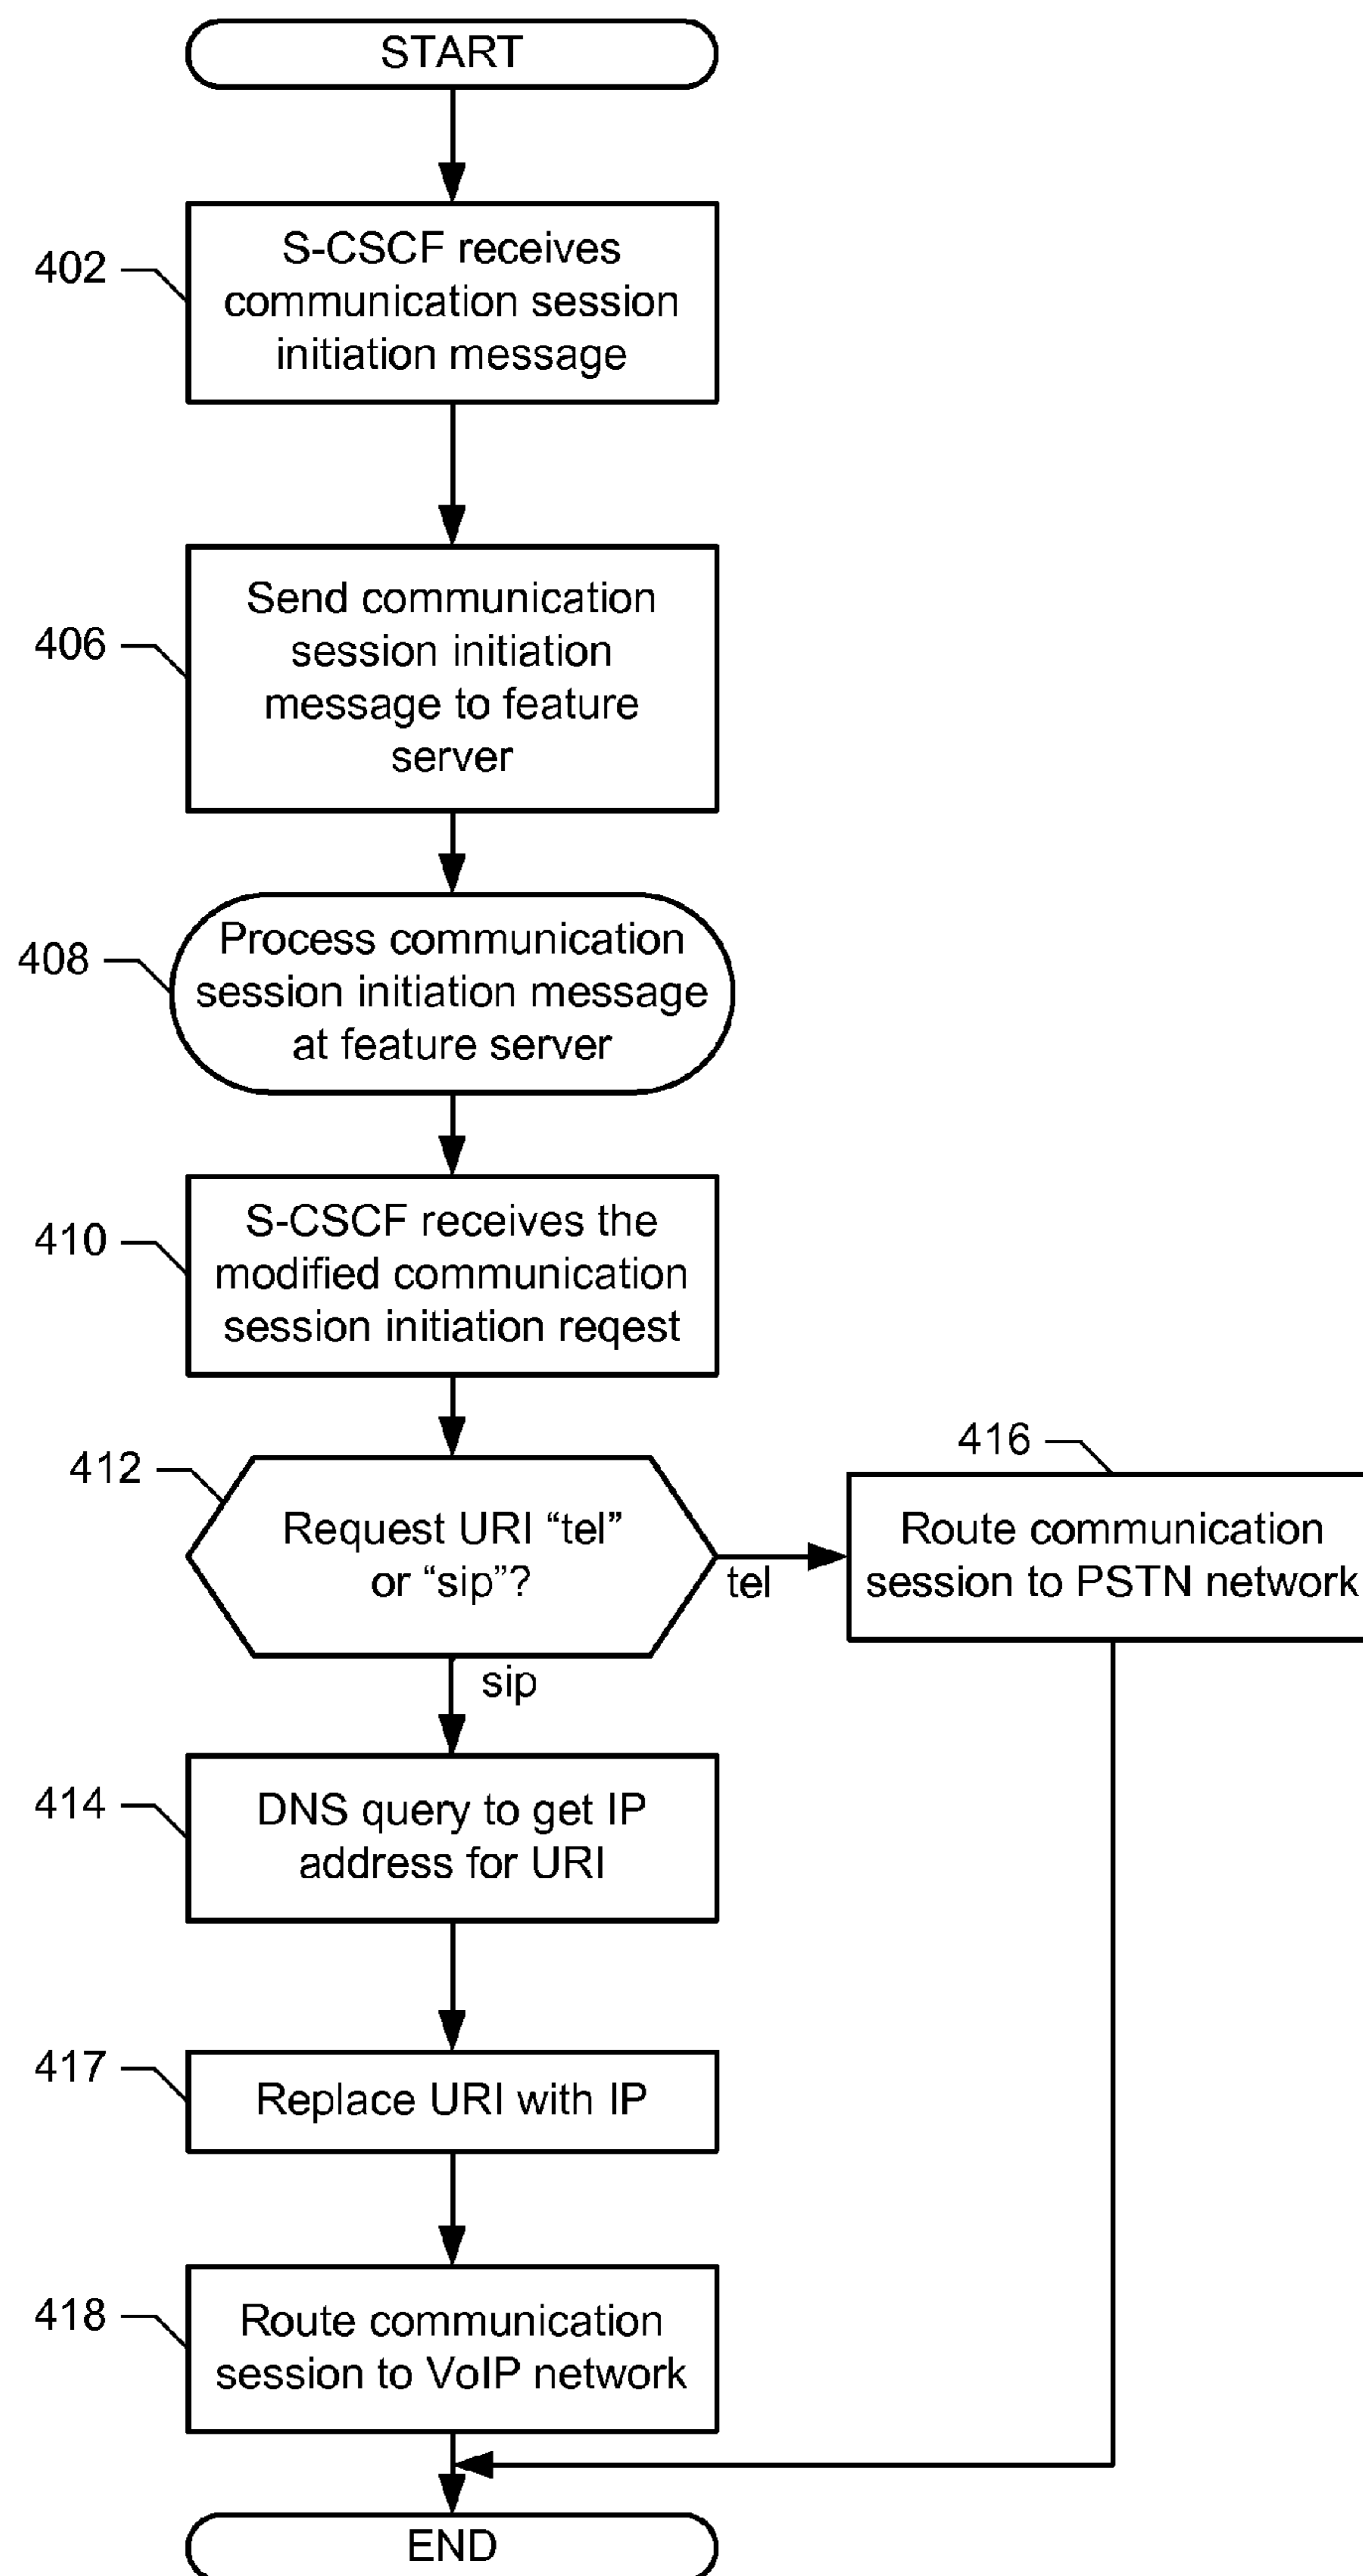 START
402
S-CSCF receives
communication session
initiation message
406
Send communication
session initiation
message to feature
server
408
Process communication
session initiation message
at feature server
410
S-CSCF receives the
modified communication
session initiation reqest
412
Request URI “tel”
or “sip”?
tel
416
Route communication
session to PSTN network
sip
414
DNS query to get IP
address for URI
417
Replace URI with IP
418
Route communication
session to VoIP network
END